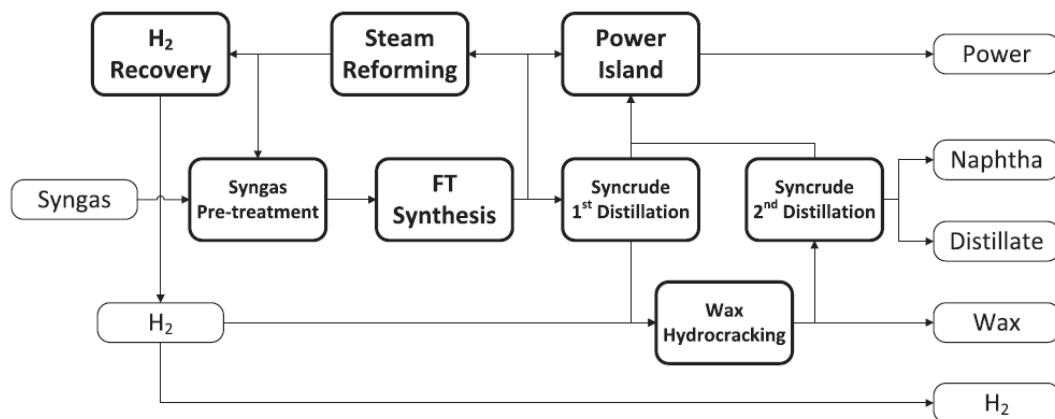 H₂
Recovery
Steam
Reforming
Power
Island
Power
Syngas
Syngas
Pre-treatment
FT
Synthesis
Syncrude
1st Distillation
Syncrude
2nd Distillation
Naphtha
Distillate
H₂
Wax
Hydrocracking
Wax
H₂